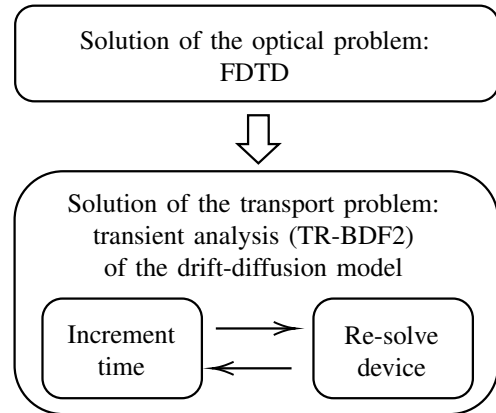 Solution of the optical problem:
FDTD
Solution of the transport problem:
transient analysis (TR-BDF2)
of the drift-diffusion model
Increment
time
Re-solve
device